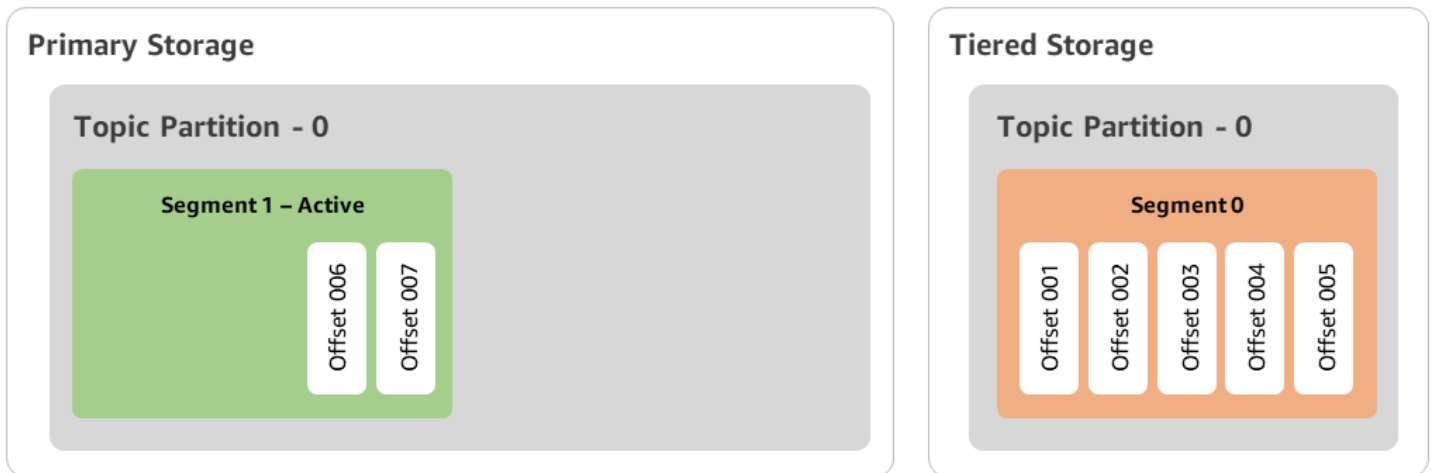 Primary Storage
Topic Partition - 0
Segment 1 – Active
Offset 006
Offset 007
Tiered Storage
Topic Partition - 0
Segment 0
Offset 001
Offset 002
Offset 003
Offset 004
Offset 005